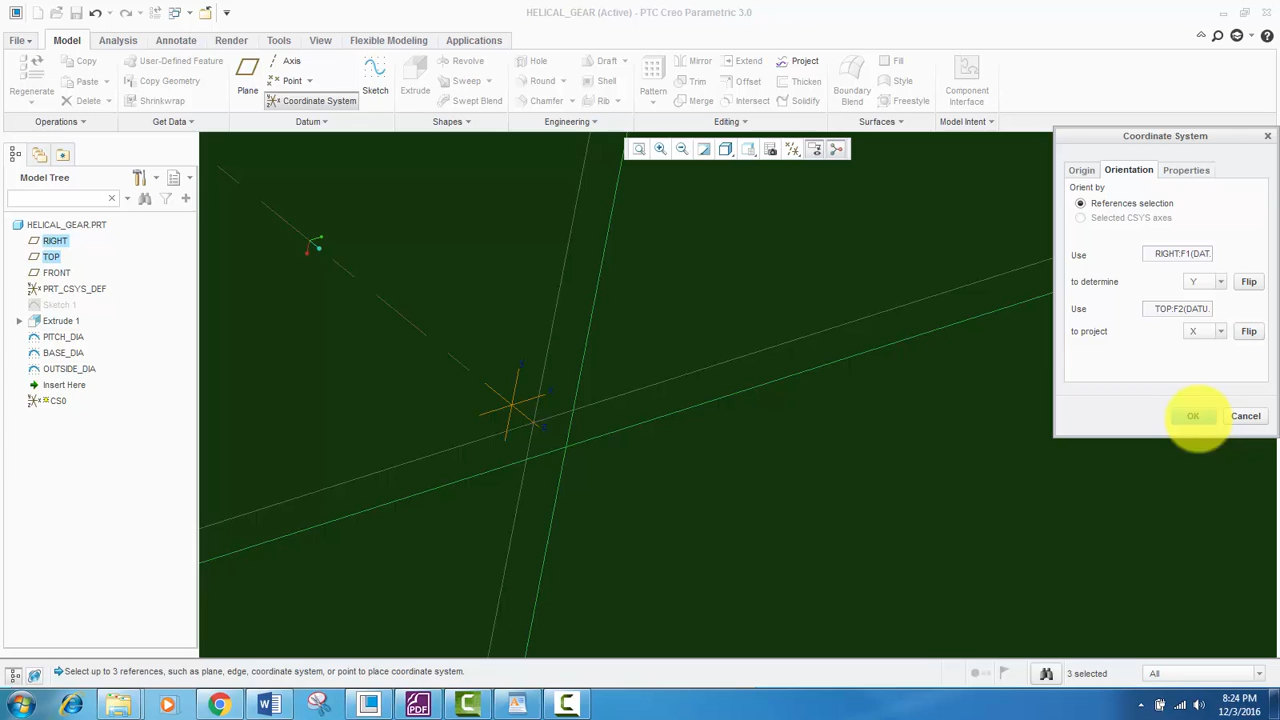 HELICAL_GEAR (Active) - PTC Creo Parametric 3.0
File Model Analysis Annotate Render Tools View Flexible Modeling Applications
Regenerate Copy Paste Delete
User-Defined Feature Copy Geometry Shrinkwrap
Plane Axis Point Coordinate System Sketch
Extrude Revolve Sweep Swept Blend
Hole Round Chamfer Draft Shell Rib
Pattern Mirror Trim Merge Extend Offset Intersect Project Thicken Solidify
Boundary Blend Fill Style Freestyle
Component Interface
Operations Get Data Datum Shapes Engineering Editing Surfaces Model Intent
Model Tree
HELICAL_GEAR.PRT
RIGHT
TOP
FRONT
PRT_CSYS_DEF
Sketch 1
Extrude 1
PITCH_DIA
BASE_DIA
OUTSIDE_DIA
Insert Here
CS0
Coordinate System
Origin Orientation Properties
Orient by
References selection
Selected CSYS axes
Use RIGHT:F1(DAT.
to determine Y Flip
Use TOP:F2(DATU.
to project X Flip
OK Cancel
Select up to 3 references, such as plane, edge, coordinate system, or point to place coordinate system.
3 selected All
8:24 PM
12/3/2016